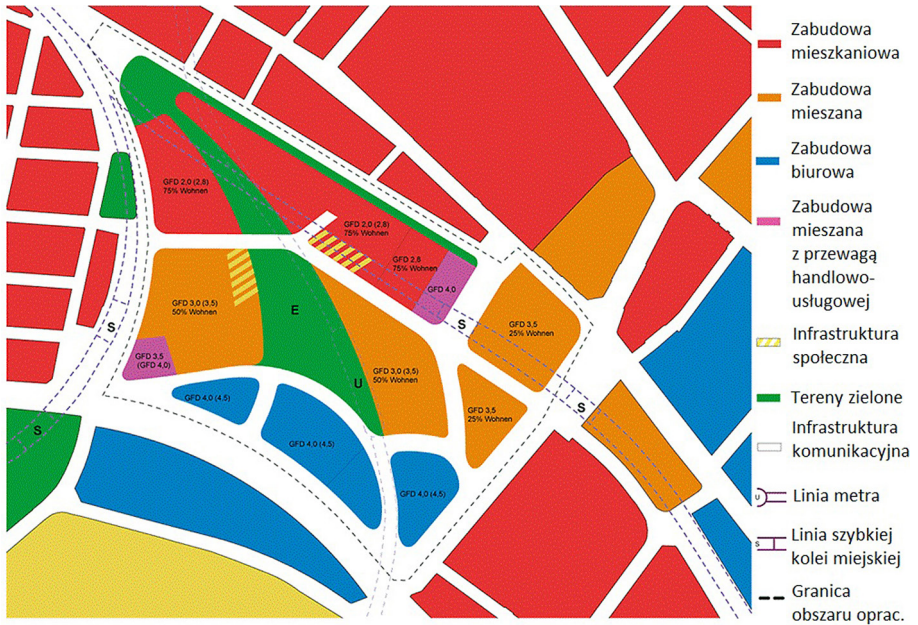 GFD 2,0 (2,8)
75% Wohnen
GFD 2,0 (2,8)
75% Wohnen
GFD 2,8
75% Wohnen
GFD 4,0
S
S
GFD 3,0 (3,5)
50% Wohnen
E
GFD 3,5
25% Wohnen
GFD 3,5
(GFD 4,0)
GFD 3,0 (3,5)
50% Wohnen
U
GFD 4,0 (4,5)
GFD 3,5
25% Wohnen
S
S
GFD 4,0 (4,5)
GFD 4,0 (4,5)
Zabudowa
mieszkaniowa
Zabudowa
mieszana
Zabudowa
biurowa
Zabudowa
mieszana
z przewagą
handlowo-
usługowej
Infrastruktura
społeczna
Tereny zielone
Infrastruktura
komunikacyjna
U
Linia metra
S
Linia szybkiej
kolei miejskiej
Granica
obszaru oprac.